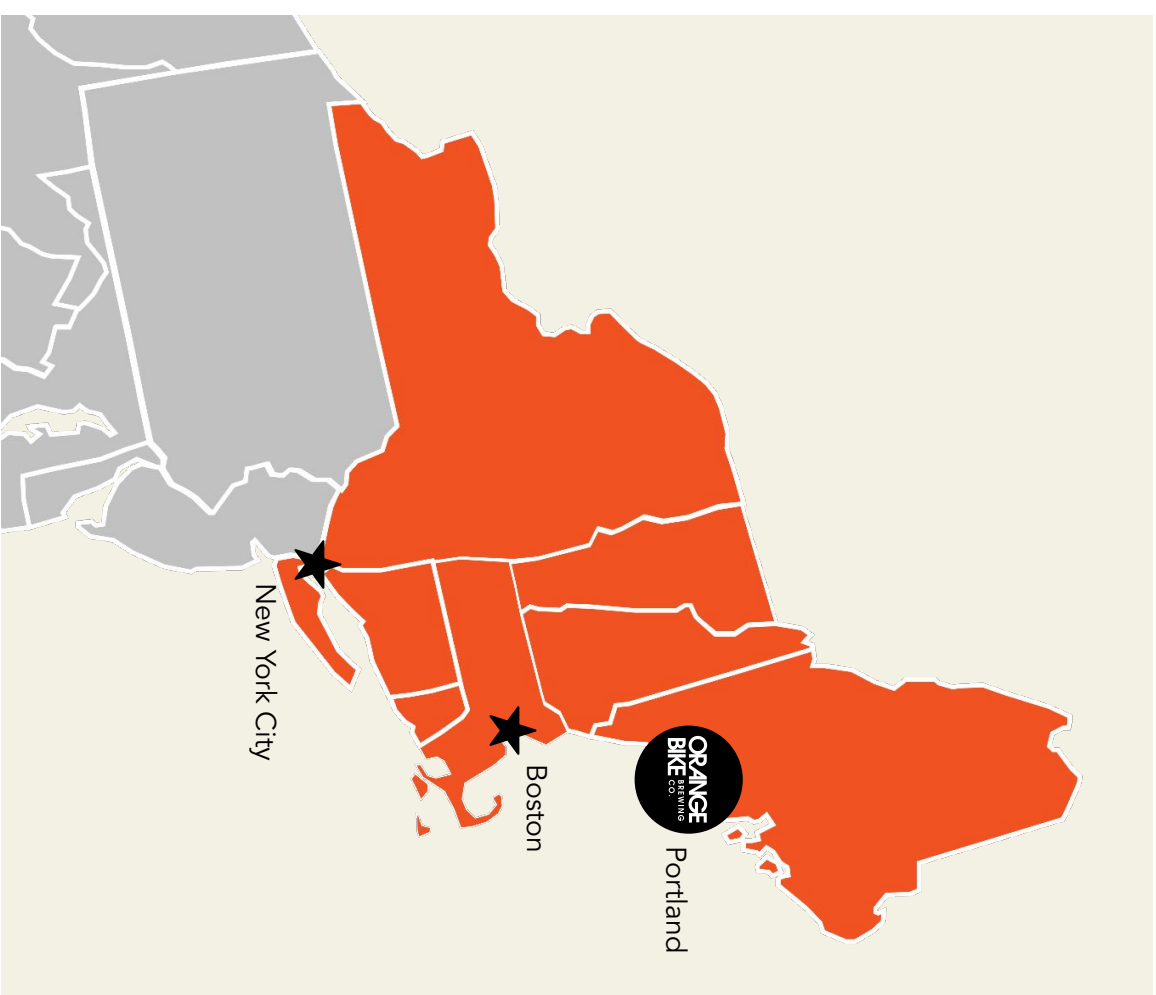 ORANGE
BIKE
BREWING
CO.
Portland
Boston
New York City